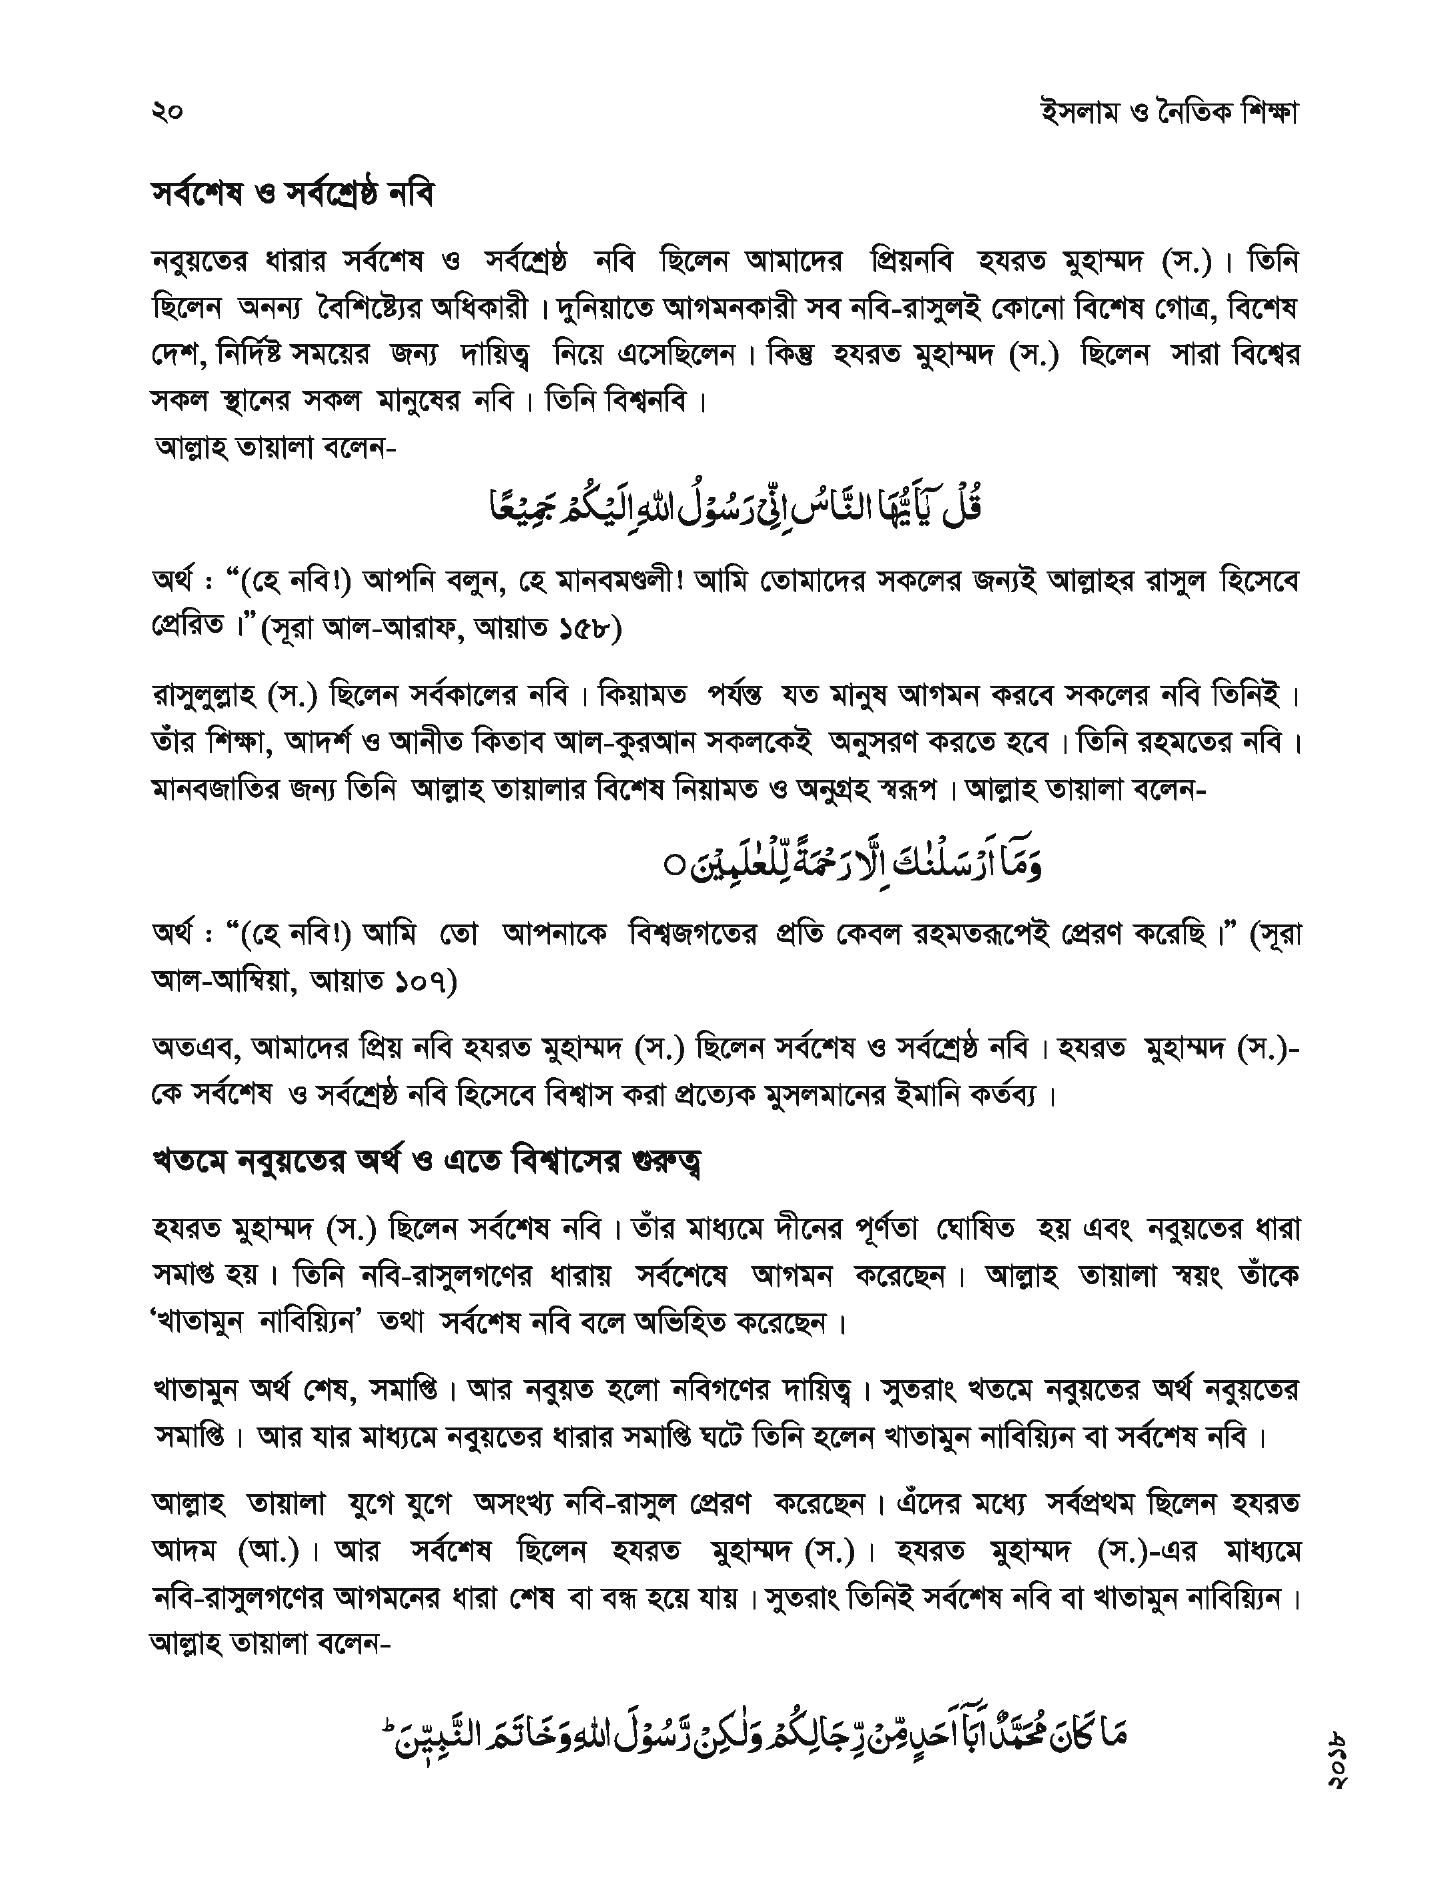 ২০ ইসলাম ও নৈতিক শিক্ষা
সর্বশেষ ও সর্বশ্রেষ্ঠ নবি
নবুয়তের ধারার সর্বশেষ ও সর্বশ্রেষ্ঠ নবি ছিলেন আমাদের প্রিয়নবি হযরত মুহাম্মদ (স.)। তিনি
ছিলেন অনন্য বৈশিষ্ট্যের অধিকারী। দুনিয়াতে আগমনকারী সব নবি-রাসুলই কোনো বিশেষ গোত্র, বিশেষ
দেশ, নির্দিষ্ট সময়ের জন্য দায়িত্ব নিয়ে এসেছিলেন। কিন্তু হযরত মুহাম্মদ (স.) ছিলেন সারা বিশ্বের
সকল স্থানের সকল মানুষের নবি। তিনি বিশ্বনবি।
আল্লাহ তায়ালা বলেন-
قُلْ يٰٓاَيُّهَا النَّاسُ اِنِّىْ رَسُوْلُ اللّٰهِ اِلَيْكُمْ جَمِيْعًا
অর্থ : “(হে নবি!) আপনি বলুন, হে মানবমণ্ডলী! আমি তোমাদের সকলের জন্যই আল্লাহর রাসুল হিসেবে
প্রেরিত।” (সূরা আল-আরাফ, আয়াত ১৫৮)
রাসুলুল্লাহ (স.) ছিলেন সর্বকালের নবি। কিয়ামত পর্যন্ত যত মানুষ আগমন করবে সকলের নবি তিনিই।
তাঁর শিক্ষা, আদর্শ ও আনীত কিতাব আল-কুরআন সকলকেই অনুসরণ করতে হবে। তিনি রহমতের নবি।
মানবজাতির জন্য তিনি আল্লাহ তায়ালার বিশেষ নিয়ামত ও অনুগ্রহ স্বরূপ। আল্লাহ তায়ালা বলেন-
وَمَآ اَرْسَلْنٰكَ اِلَّا رَحْمَةً لِّلْعٰلَمِيْنَ ○
অর্থ : “(হে নবি!) আমি তো আপনাকে বিশ্বজগতের প্রতি কেবল রহমতরূপেই প্রেরণ করেছি।” (সূরা
আল-আম্বিয়া, আয়াত ১০৭)
অতএব, আমাদের প্রিয় নবি হযরত মুহাম্মদ (স.) ছিলেন সর্বশেষ ও সর্বশ্রেষ্ঠ নবি। হযরত মুহাম্মদ (স.)-
কে সর্বশেষ ও সর্বশ্রেষ্ঠ নবি হিসেবে বিশ্বাস করা প্রত্যেক মুসলমানের ইমানি কর্তব্য।
খতমে নবুয়তের অর্থ ও এতে বিশ্বাসের গুরুত্ব
হযরত মুহাম্মদ (স.) ছিলেন সর্বশেষ নবি। তাঁর মাধ্যমে দীনের পূর্ণতা ঘোষিত হয় এবং নবুয়তের ধারা
সমাপ্ত হয়। তিনি নবি-রাসুলগণের ধারায় সর্বশেষে আগমন করেছেন। আল্লাহ তায়ালা স্বয়ং তাঁকে
‘খাতামুন নাবিয়্যিন’ তথা সর্বশেষ নবি বলে অভিহিত করেছেন।
খাতামুন অর্থ শেষ, সমাপ্তি। আর নবুয়ত হলো নবিগণের দায়িত্ব। সুতরাং খতমে নবুয়তের অর্থ নবুয়তের
সমাপ্তি। আর যার মাধ্যমে নবুয়তের ধারার সমাপ্তি ঘটে তিনি হলেন খাতামুন নাবিয়্যিন বা সর্বশেষ নবি।
আল্লাহ তায়ালা যুগে যুগে অসংখ্য নবি-রাসুল প্রেরণ করেছেন। এঁদের মধ্যে সর্বপ্রথম ছিলেন হযরত
আদম (আ.)। আর সর্বশেষ ছিলেন হযরত মুহাম্মদ (স.)। হযরত মুহাম্মদ (স.)-এর মাধ্যমে
নবি-রাসুলগণের আগমনের ধারা শেষ বা বন্ধ হয়ে যায়। সুতরাং তিনিই সর্বশেষ নবি বা খাতামুন নাবিয়্যিন।
আল্লাহ তায়ালা বলেন-
مَا كَانَ مُحَمَّدٌ اَبَآ اَحَدٍ مِّنْ رِّجَالِكُمْ وَلٰكِنْ رَّسُوْلَ اللّٰهِ وَخَاتَمَ النَّبِيّٖنَ ؕ
২০১৮